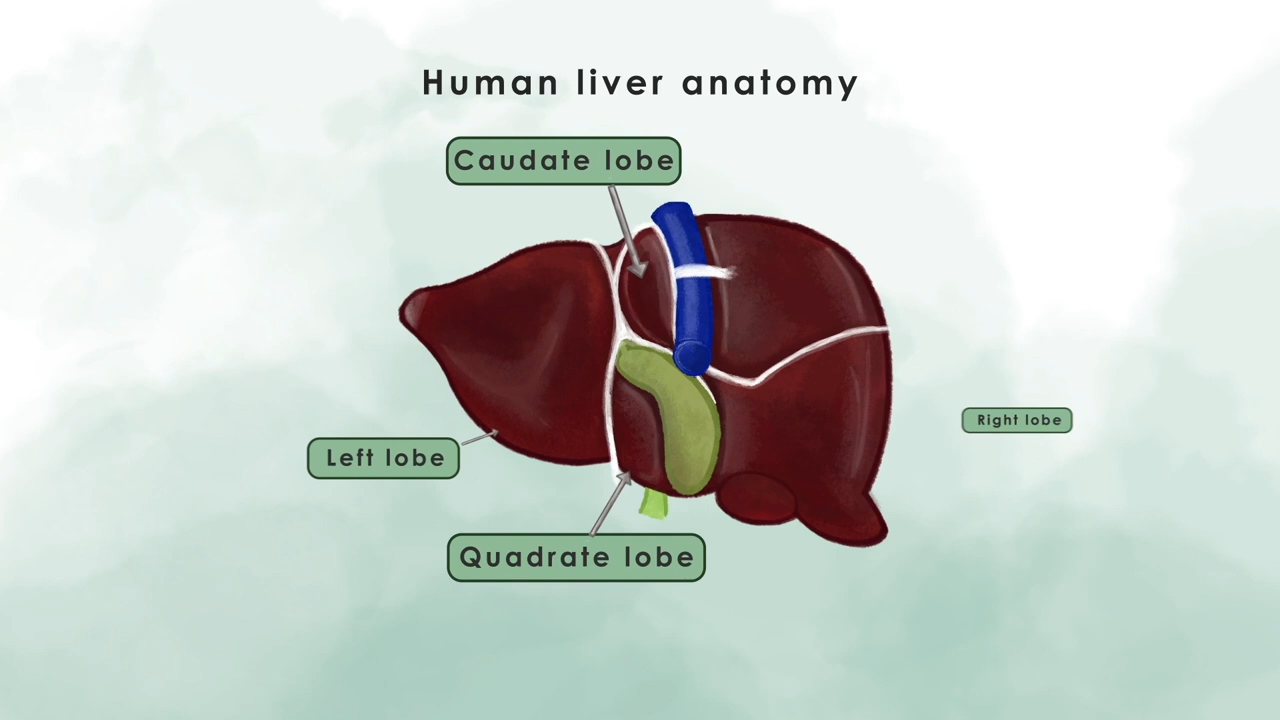 Human liver anatomy
Caudate lobe
Right lobe
Left lobe
Quadrate lobe